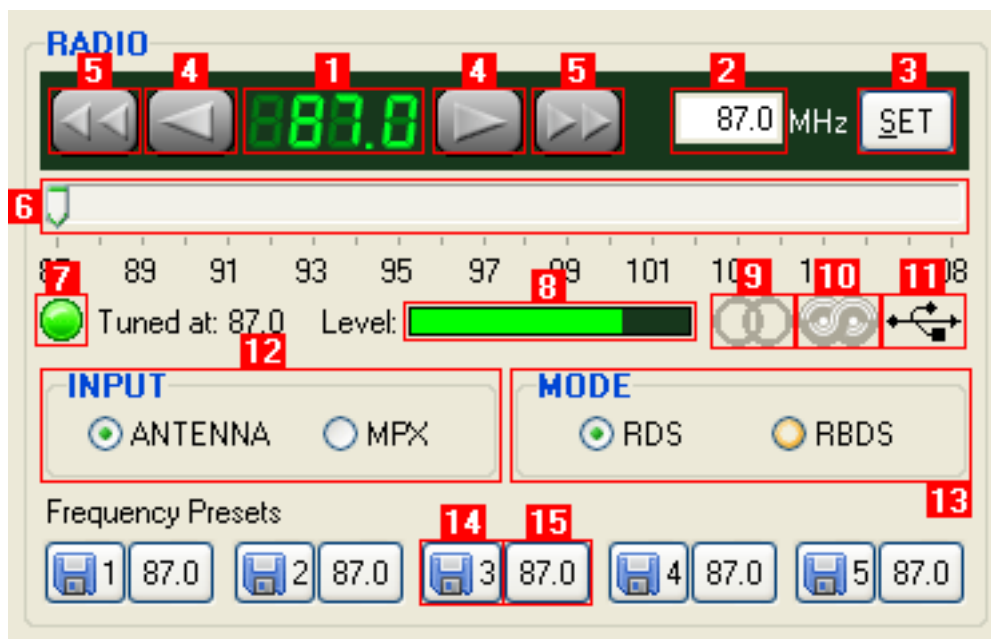 RADIO
5 4 1 4 5 2 3
87.0 87.0 MHz SET
6
89 91 93 95 97 99 101
7 8 9 10 11
Tuned at: 87.0 Level:
12
INPUT MODE
ANTENNA MPX RDS RBDS
13
Frequency Presets 14 15
1 87.0 2 87.0 3 87.0 4 87.0 5 87.0